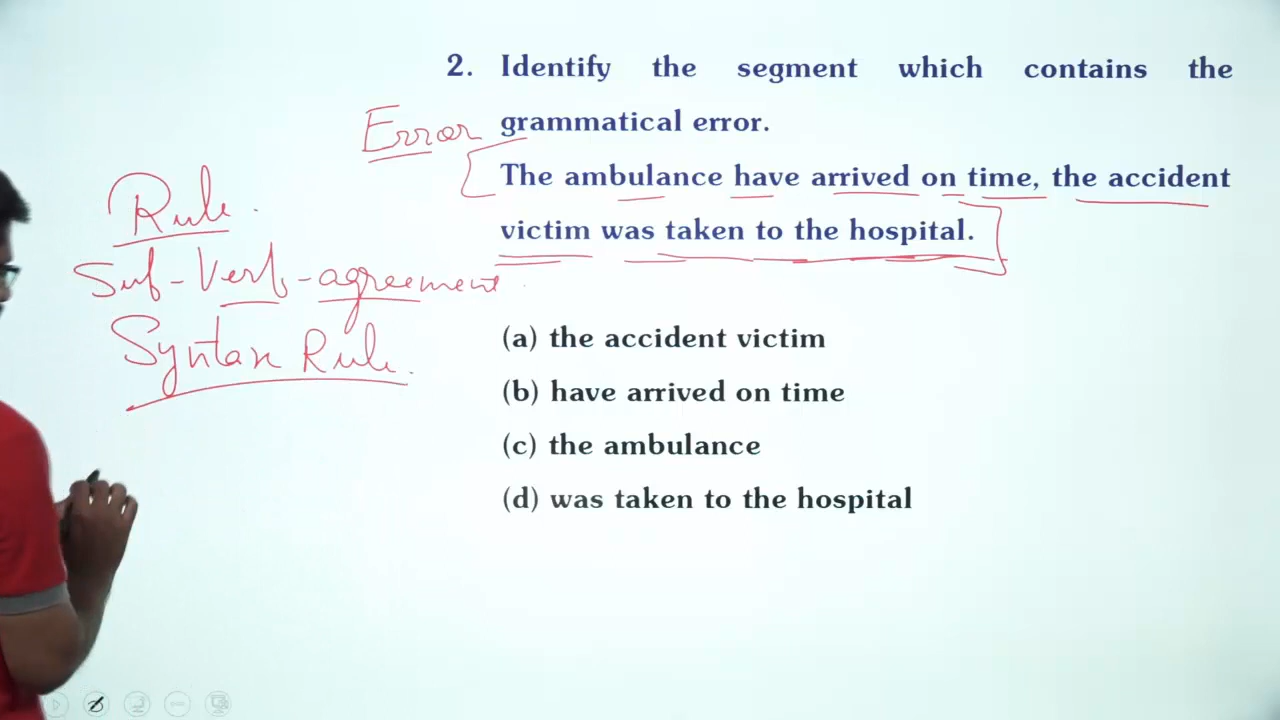 2. Identify the segment which contains the
grammatical error.
Error
The ambulance have arrived on time, the accident
victim was taken to the hospital.
Rule.
Sub-Verb-agreement.
Syntax Rule.
(a) the accident victim
(b) have arrived on time
(c) the ambulance
(d) was taken to the hospital